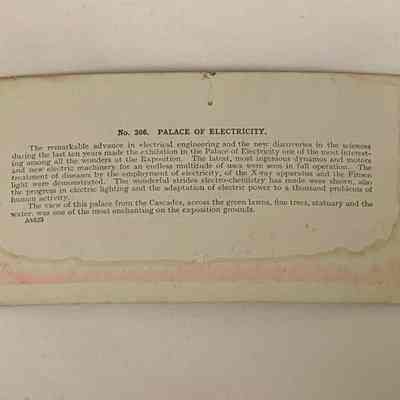 No. 206. PALACE OF ELECTRICITY.
The remarkable advance in electrical engineering and the new discoveries in the sciences
during the last ten years made the exhibition in the Palace of Electricity one of the most interest-
ing among all the wonders at the Exposition. The latest, most ingenious dynamos and motors
and new electric machinery for an endless multitude of uses were seen in full operation. The
treatment of diseases by the employment of electricity, of the X-ray apparatus and the Finsen
light were demonstrated. The wonderful strides electro-chemistry has made were shown, also
the progress in electric lighting and the adaptation of electric power to a thousand problems of
human activity.
The view of this palace from the Cascades, across the green lawns, fine trees, statuary and the
water, was one of the most enchanting on the exposition grounds.